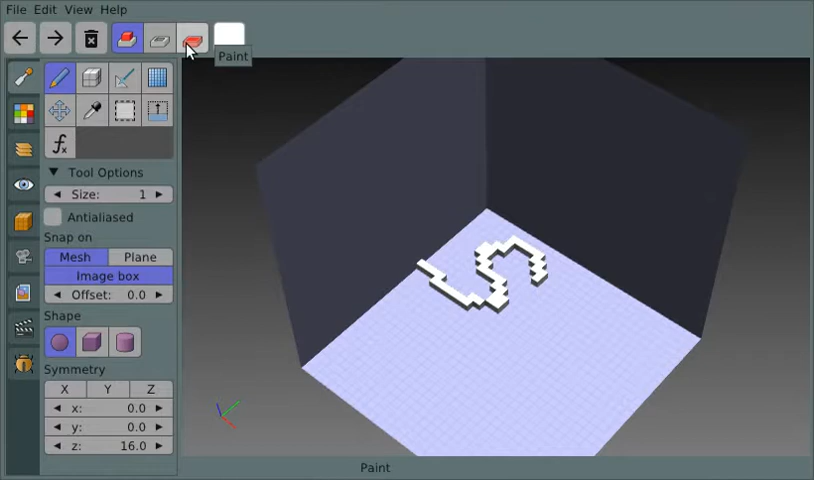 File Edit View Help
Paint
Tool Options
Size: 1
Antialiased
Snap on
Mesh Plane
Image box
Offset: 0.0
Shape
Symmetry
X Y Z
x: 0.0
y: 0.0
z: 16.0
Paint